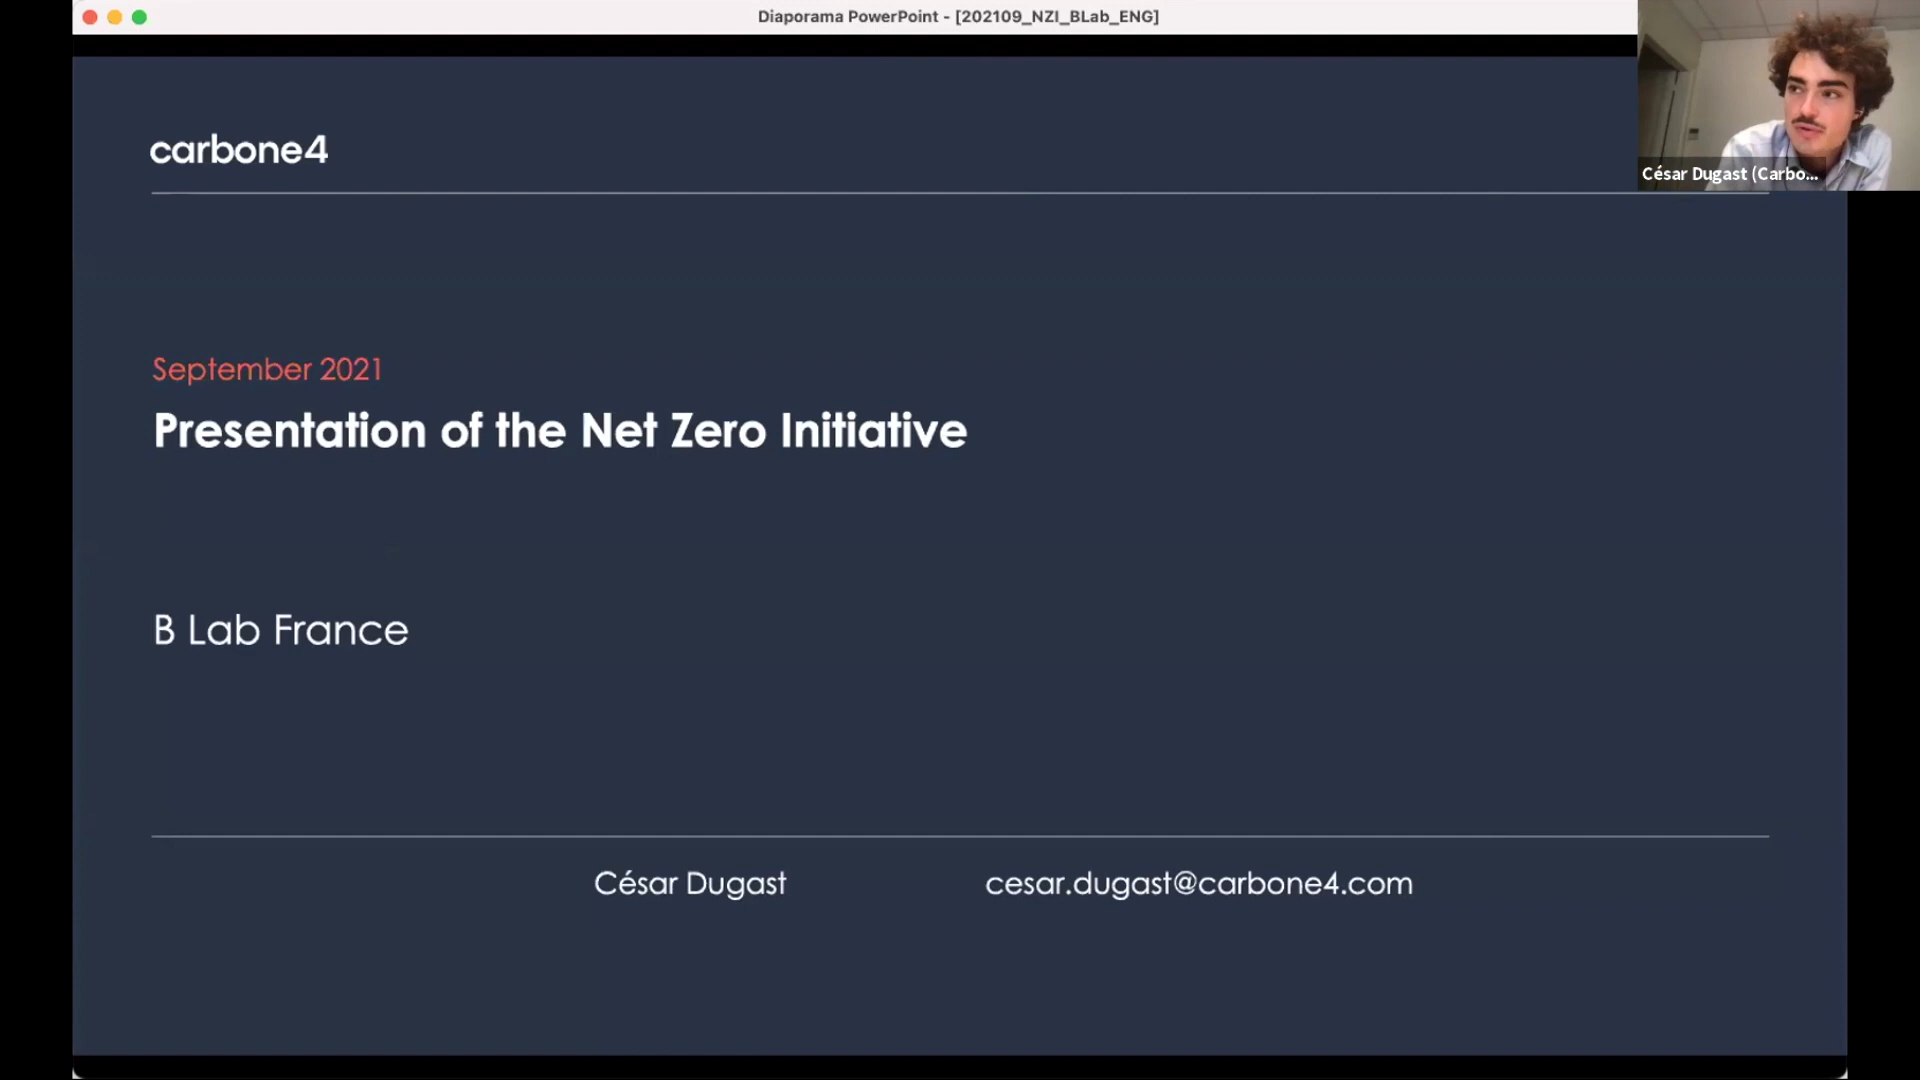 Diaporama PowerPoint - [202109_NZI_BLab_ENG]
César Dugast (Carbo...
carbone4
September 2021
Presentation of the Net Zero Initiative
B Lab France
César Dugast
cesar.dugast@carbone4.com